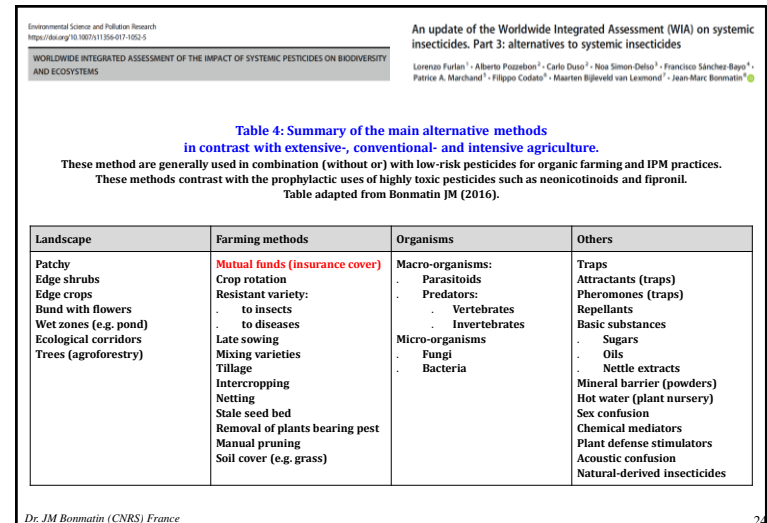 Environmental Science and Pollution Research
https://doi.org/10.1007/s11356-017-1052-5
WORLDWIDE INTEGRATED ASSESSMENT OF THE IMPACT OF SYSTEMIC PESTICIDES ON BIODIVERSITY
AND ECOSYSTEMS
An update of the Worldwide Integrated Assessment (WIA) on systemic
insecticides. Part 3: alternatives to systemic insecticides
Lorenzo Furlan 1 · Alberto Pozzebon 2 · Carlo Duso 2 · Noa Simon-Delso 3 · Francisco Sánchez-Bayo 4 ·
Patrice A. Marchand 5 · Filippo Codato 6 · Maarten Bijleveld van Lexmond 7 · Jean-Marc Bonmatin 8
Table 4: Summary of the main alternative methods
in contrast with extensive-, conventional- and intensive agriculture.
These method are generally used in combination (without or) with low-risk pesticides for organic farming and IPM practices.
These methods contrast with the prophylactic uses of highly toxic pesticides such as neonicotinoids and fipronil.
Table adapted from Bonmatin JM (2016).
Landscape
Patchy
Edge shrubs
Edge crops
Bund with flowers
Wet zones (e.g. pond)
Ecological corridors
Trees (agroforestry)
Farming methods
Mutual funds (insurance cover)
Crop rotation
Resistant variety:
. to insects
. to diseases
Late sowing
Mixing varieties
Tillage
Intercropping
Netting
Stale seed bed
Removal of plants bearing pest
Manual pruning
Soil cover (e.g. grass)
Organisms
Macro-organisms:
. Parasitoids
. Predators:
. Vertebrates
. Invertebrates
Micro-organisms
. Fungi
. Bacteria
Others
Traps
Attractants (traps)
Pheromones (traps)
Repellants
Basic substances
. Sugars
. Oils
. Nettle extracts
Mineral barrier (powders)
Hot water (plant nursery)
Sex confusion
Chemical mediators
Plant defense stimulators
Acoustic confusion
Natural-derived insecticides
Dr. JM Bonmatin (CNRS) France
24